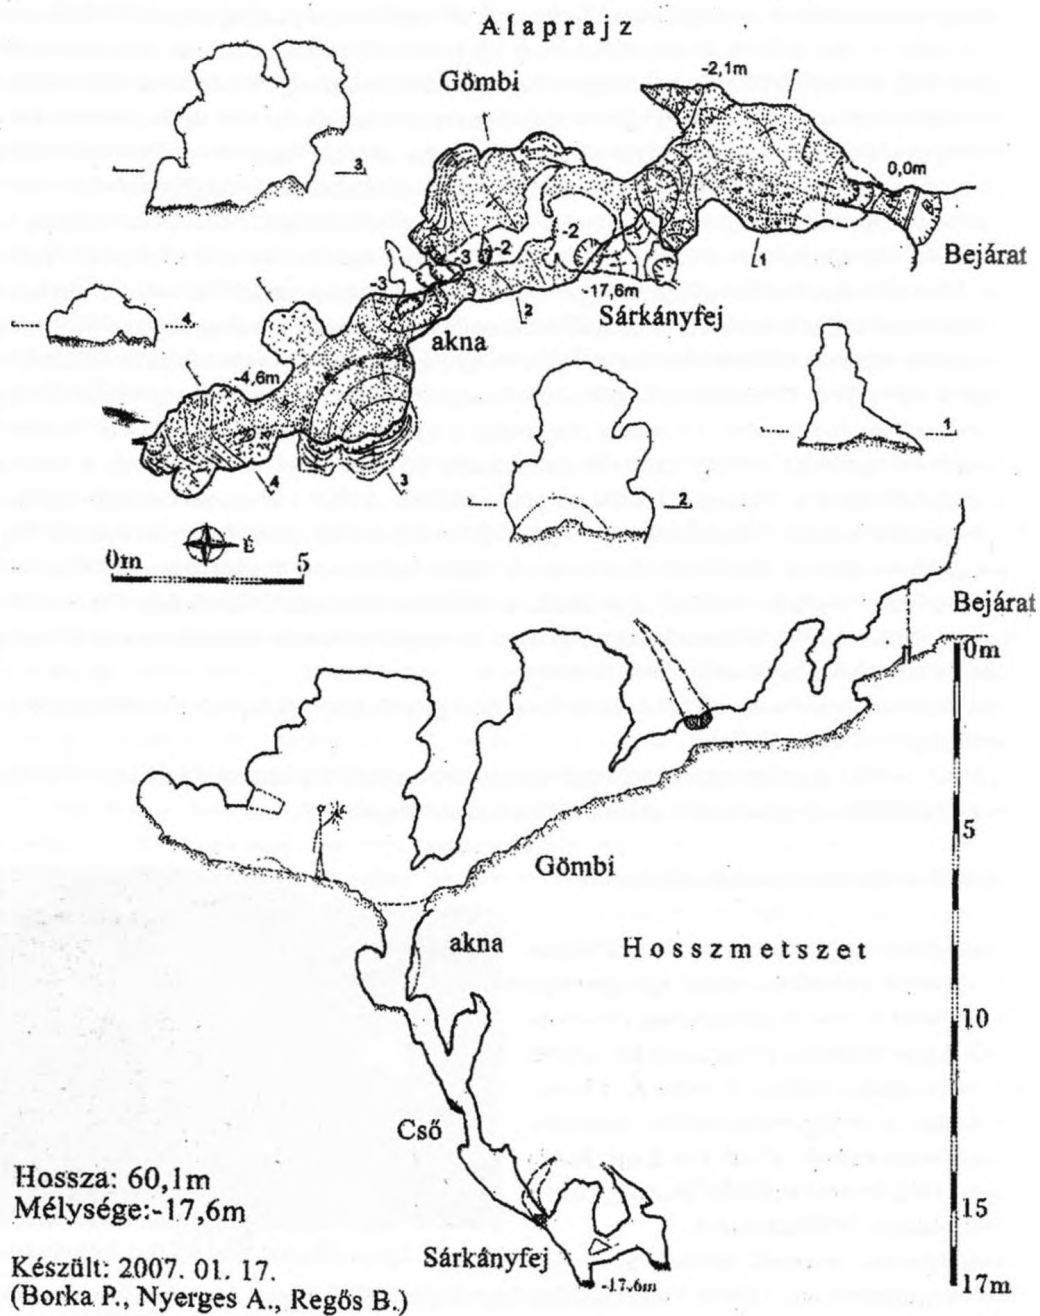 Alaprajz
-2,1m
Gömbi
3
0,0m
-2
-2
3
Bejárat
1
-3
-17,6m
4
2
Sárkányfej
akna
-4,6m
1
4
3
2
É
0m 5
Bejárat
0m
5
Gömbi
akna
Hosszmetszet
10
Cső
Hossza: 60,1m
Mélysége:-17,6m
15
Sárkányfej
-17.6m
Készült: 2007. 01. 17.
17m
(Borka P., Nyerges A., Regős B.)